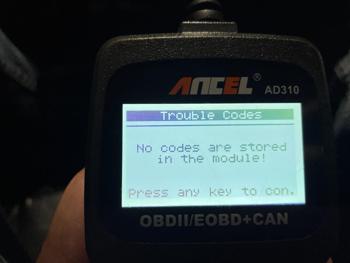 ANCEL®
AD310
Trouble Codes
No codes are stored
in the module!
Press any key to con.
OBDII/EOBD+CAN